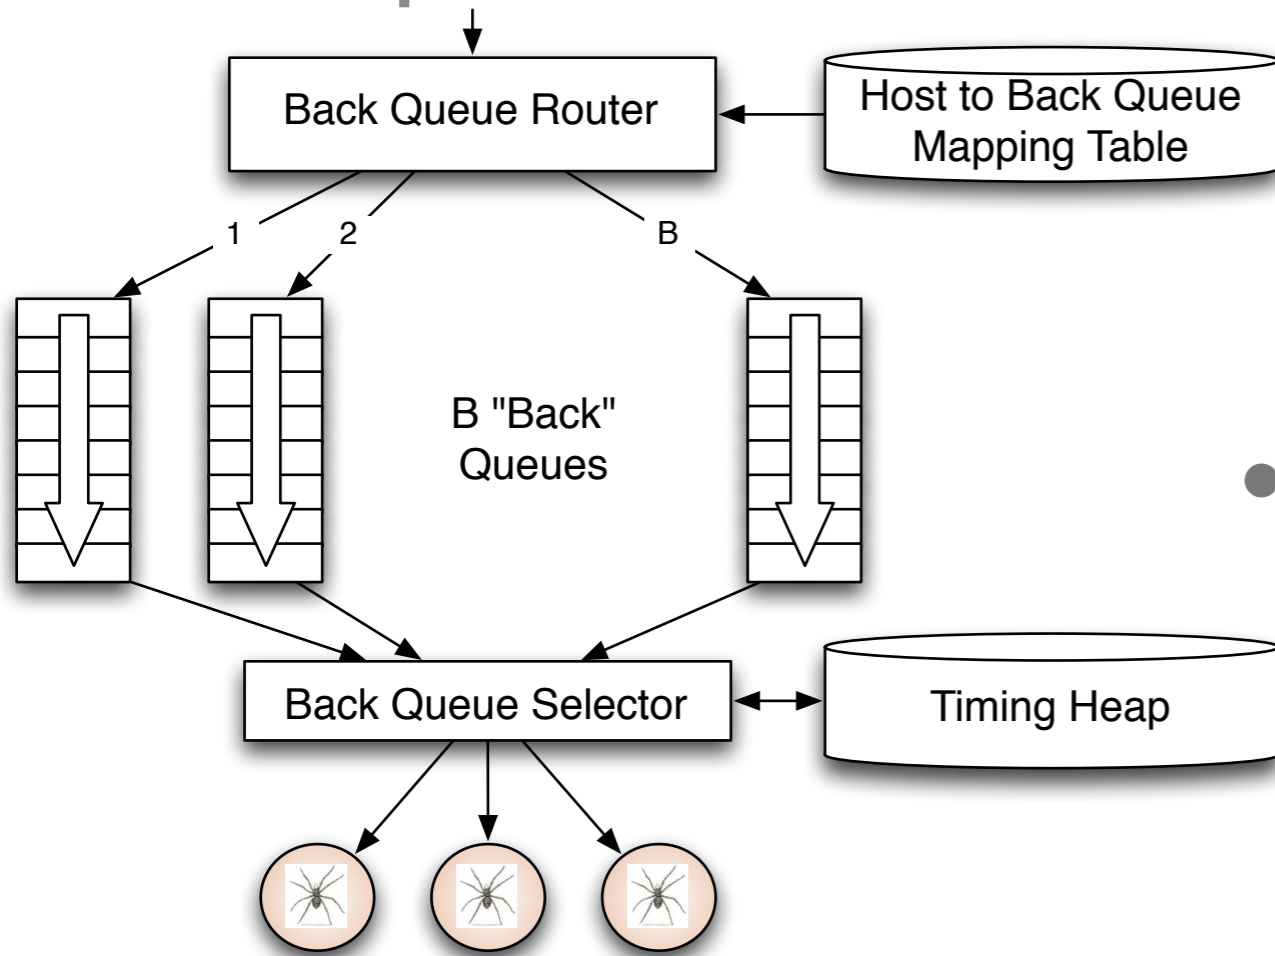 Back Queue Router
Host to Back Queue
Mapping Table
1
2
B
B "Back"
Queues
Back Queue Selector
Timing Heap